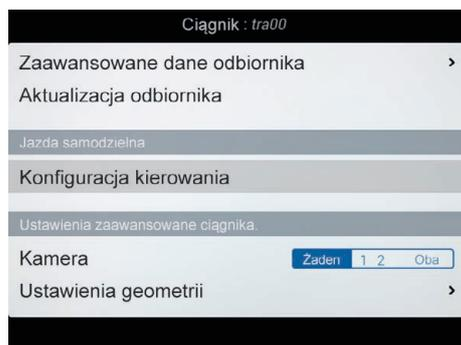 Ciągnik : tra00
Zaawansowane dane odbiornika >
Aktualizacja odbiornika
Jazda samodzielna
Konfiguracja kierowania
Ustawienia zaawansowane ciągnika.
Kamera Żaden 1 2 Oba
Ustawienia geometrii >